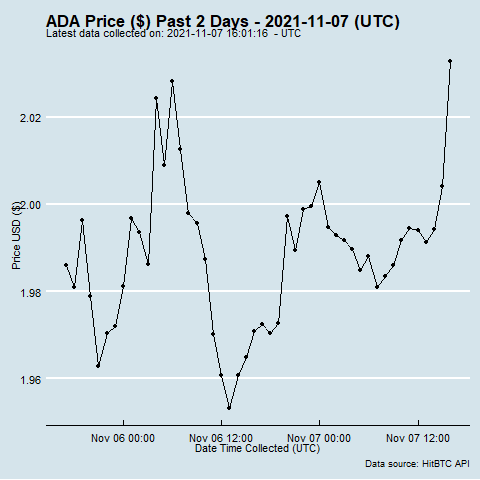 ADA Price ($) Past 2 Days - 2021-11-07 (UTC)
Latest data collected on: 2021-11-07 16:01:16 - UTC
Price USD ($)
2.02
2.00
1.98
1.96
Nov 06 00:00 Nov 06 12:00 Nov 07 00:00 Nov 07 12:00
Date Time Collected (UTC)
Data source: HitBTC API